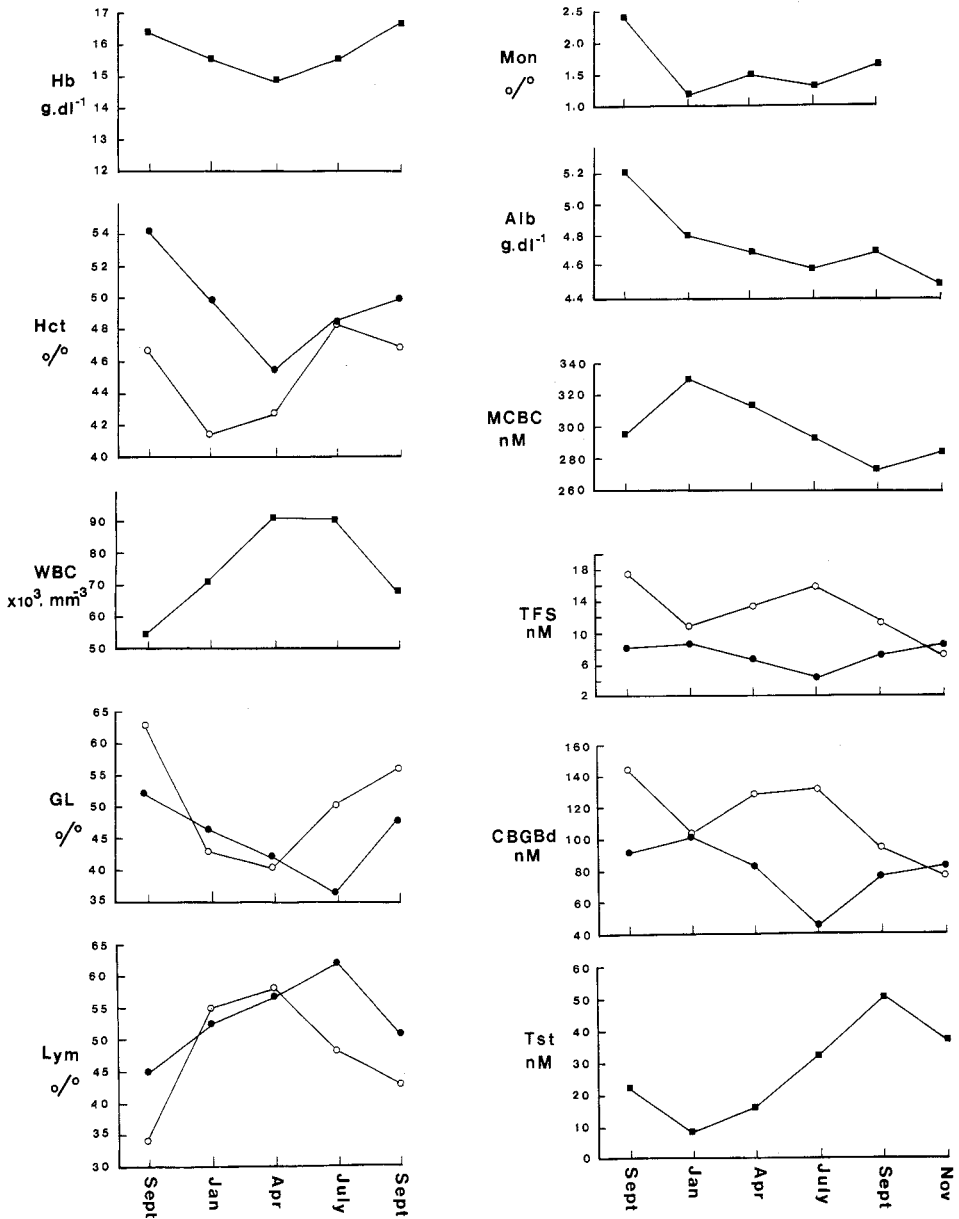 17
16
15
14
13
12
Hb
g.dl-1
54
52
50
48
46
44
42
40
Hct
%
90
80
70
60
50
WBC
x10³. mm-3
65
60
55
50
45
40
35
GL
%
65
60
55
50
45
40
35
30
Lym
%
Sept
Jan
Apr
July
Sept
2.5
1.5
1.0
Mon
%
5.2
5.0
4.8
4.6
4.4
Alb
g.dl-1
340
320
300
280
260
MCBC
nM
18
14
10
6
2
TFS
nM
160
140
120
100
80
60
40
CBGBd
nM
60
50
40
30
20
10
0
Tst
nM
Sept
Jan
Apr
July
Sept
Nov